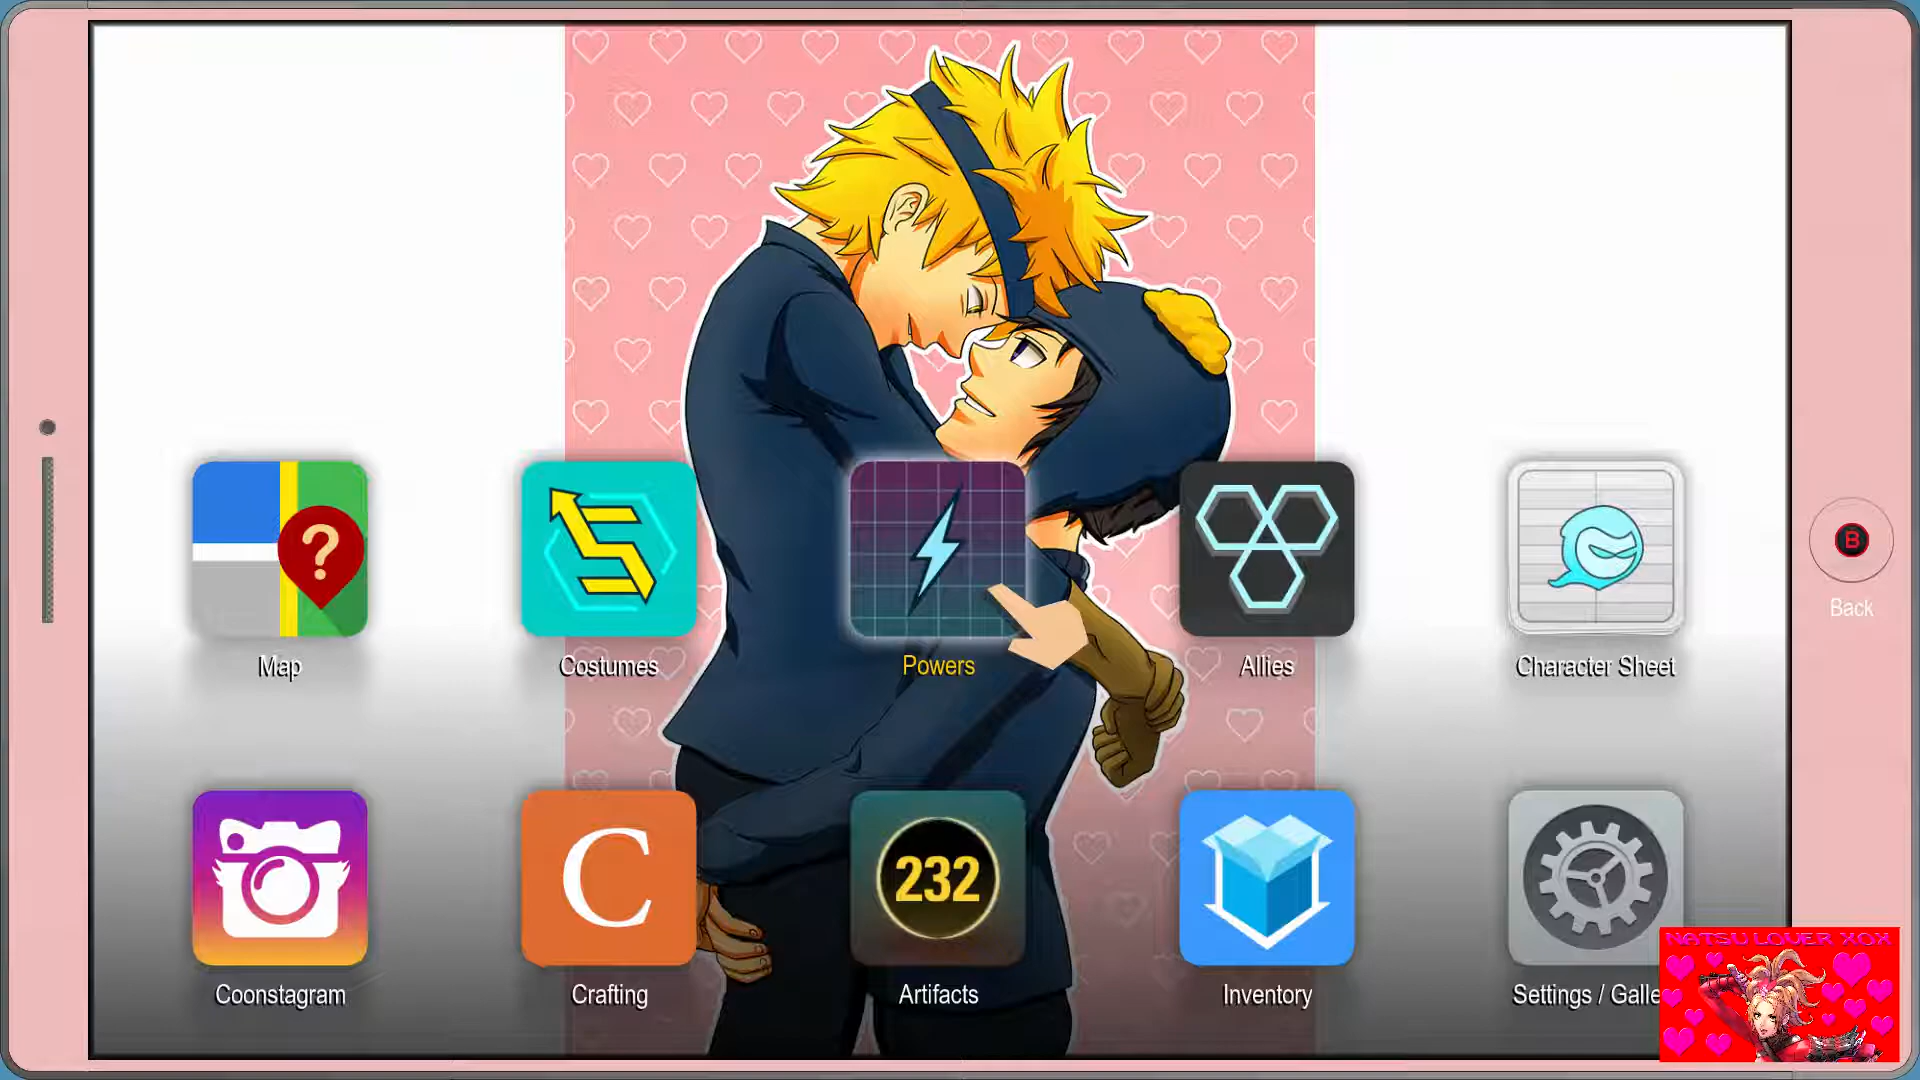 ?
B
Back
Map
Costumes
Powers
Allies
Character Sheet
C
232
Coonstagram
Crafting
Artifacts
Inventory
Settings / Galle
NATSU LOVER XOX